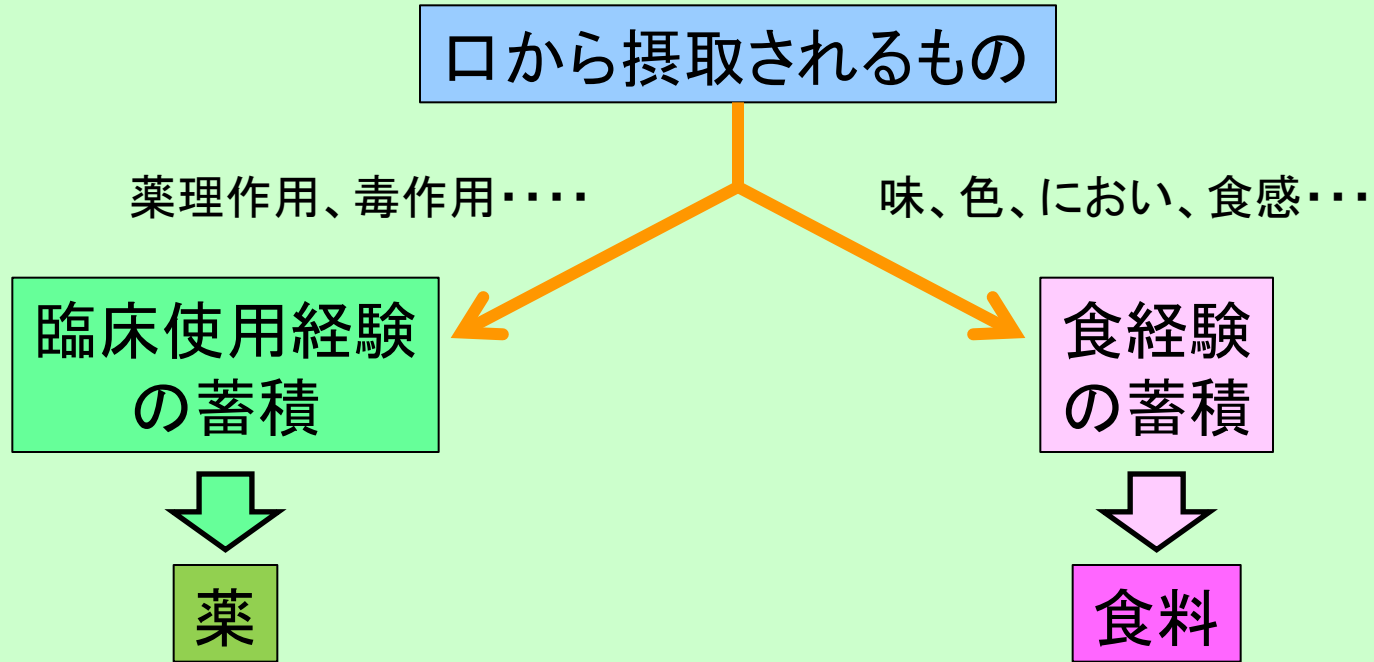 口から摂取されるもの
薬理作用、毒作用････
味、色、におい、食感･･･
臨床使用経験
の蓄積
食経験
の蓄積
薬
食料